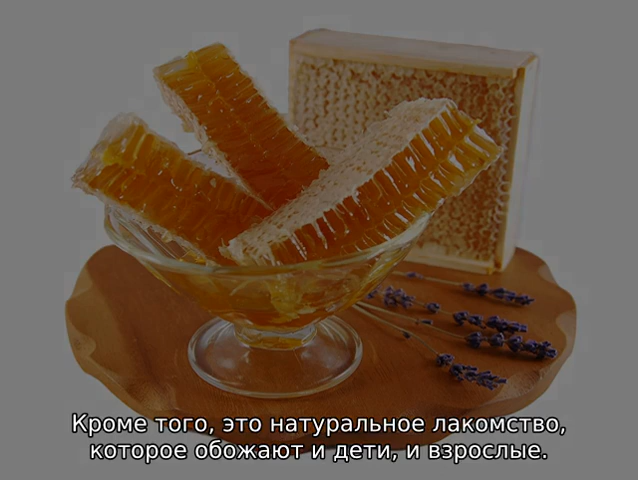 Кроме того, это натуральное лакомство,
которое обожают и дети, и взрослые.